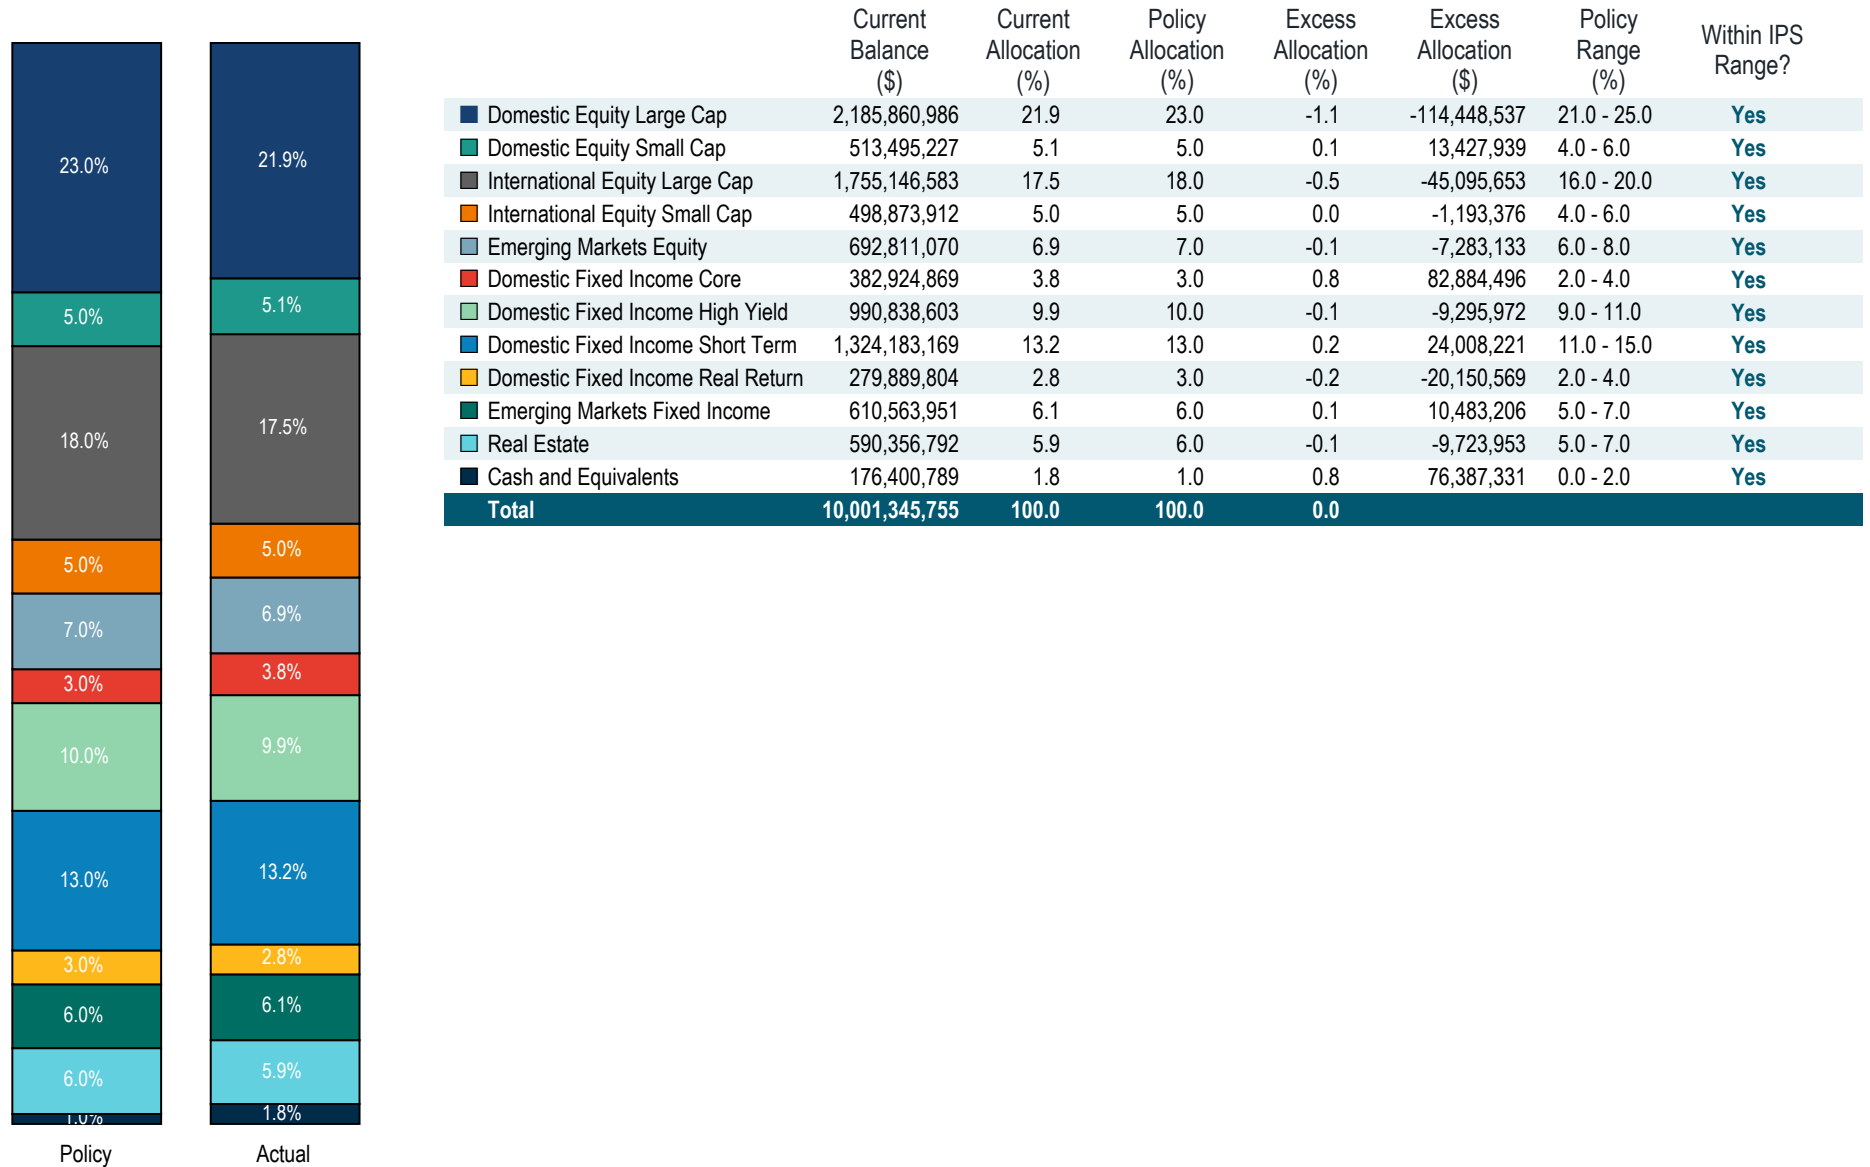 Current Balance ($) Current Allocation (%) Policy Allocation (%) Excess Allocation (%) Excess Allocation ($) Policy Range (%) Within IPS Range?
Domestic Equity Large Cap 2,185,860,986 21.9 23.0 -1.1 -114,448,537 21.0 - 25.0 Yes
Domestic Equity Small Cap 513,495,227 5.1 5.0 0.1 13,427,939 4.0 - 6.0 Yes
International Equity Large Cap 1,755,146,583 17.5 18.0 -0.5 -45,095,653 16.0 - 20.0 Yes
International Equity Small Cap 498,873,912 5.0 5.0 0.0 -1,193,376 4.0 - 6.0 Yes
Emerging Markets Equity 692,811,070 6.9 7.0 -0.1 -7,283,133 6.0 - 8.0 Yes
Domestic Fixed Income Core 382,924,869 3.8 3.0 0.8 82,884,496 2.0 - 4.0 Yes
Domestic Fixed Income High Yield 990,838,603 9.9 10.0 -0.1 -9,295,972 9.0 - 11.0 Yes
Domestic Fixed Income Short Term 1,324,183,169 13.2 13.0 0.2 24,008,221 11.0 - 15.0 Yes
Domestic Fixed Income Real Return 279,889,804 2.8 3.0 -0.2 -20,150,569 2.0 - 4.0 Yes
Emerging Markets Fixed Income 610,563,951 6.1 6.0 0.1 10,483,206 5.0 - 7.0 Yes
Real Estate 590,356,792 5.9 6.0 -0.1 -9,723,953 5.0 - 7.0 Yes
Cash and Equivalents 176,400,789 1.8 1.0 0.8 76,387,331 0.0 - 2.0 Yes
Total 10,001,345,755 100.0 100.0 0.0
23.0% 21.9%
5.0% 5.1%
18.0% 17.5%
5.0% 5.0%
7.0% 6.9%
3.0% 3.8%
10.0% 9.9%
13.0% 13.2%
3.0% 2.8%
6.0% 6.1%
6.0% 5.9%
1.0% 1.8%
Policy Actual